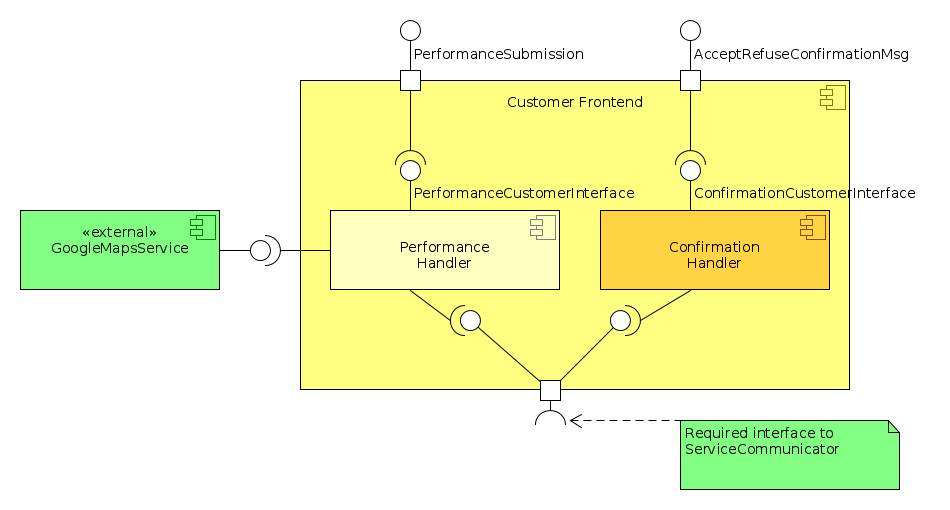 PerformanceSubmission
AcceptRefuseConfirmationMsg
Customer Frontend
PerformanceCustomerInterface
ConfirmationCustomerInterface
«external»
GoogleMapsService
Performance
Handler
Confirmation
Handler
Required interface to
ServiceCommunicator